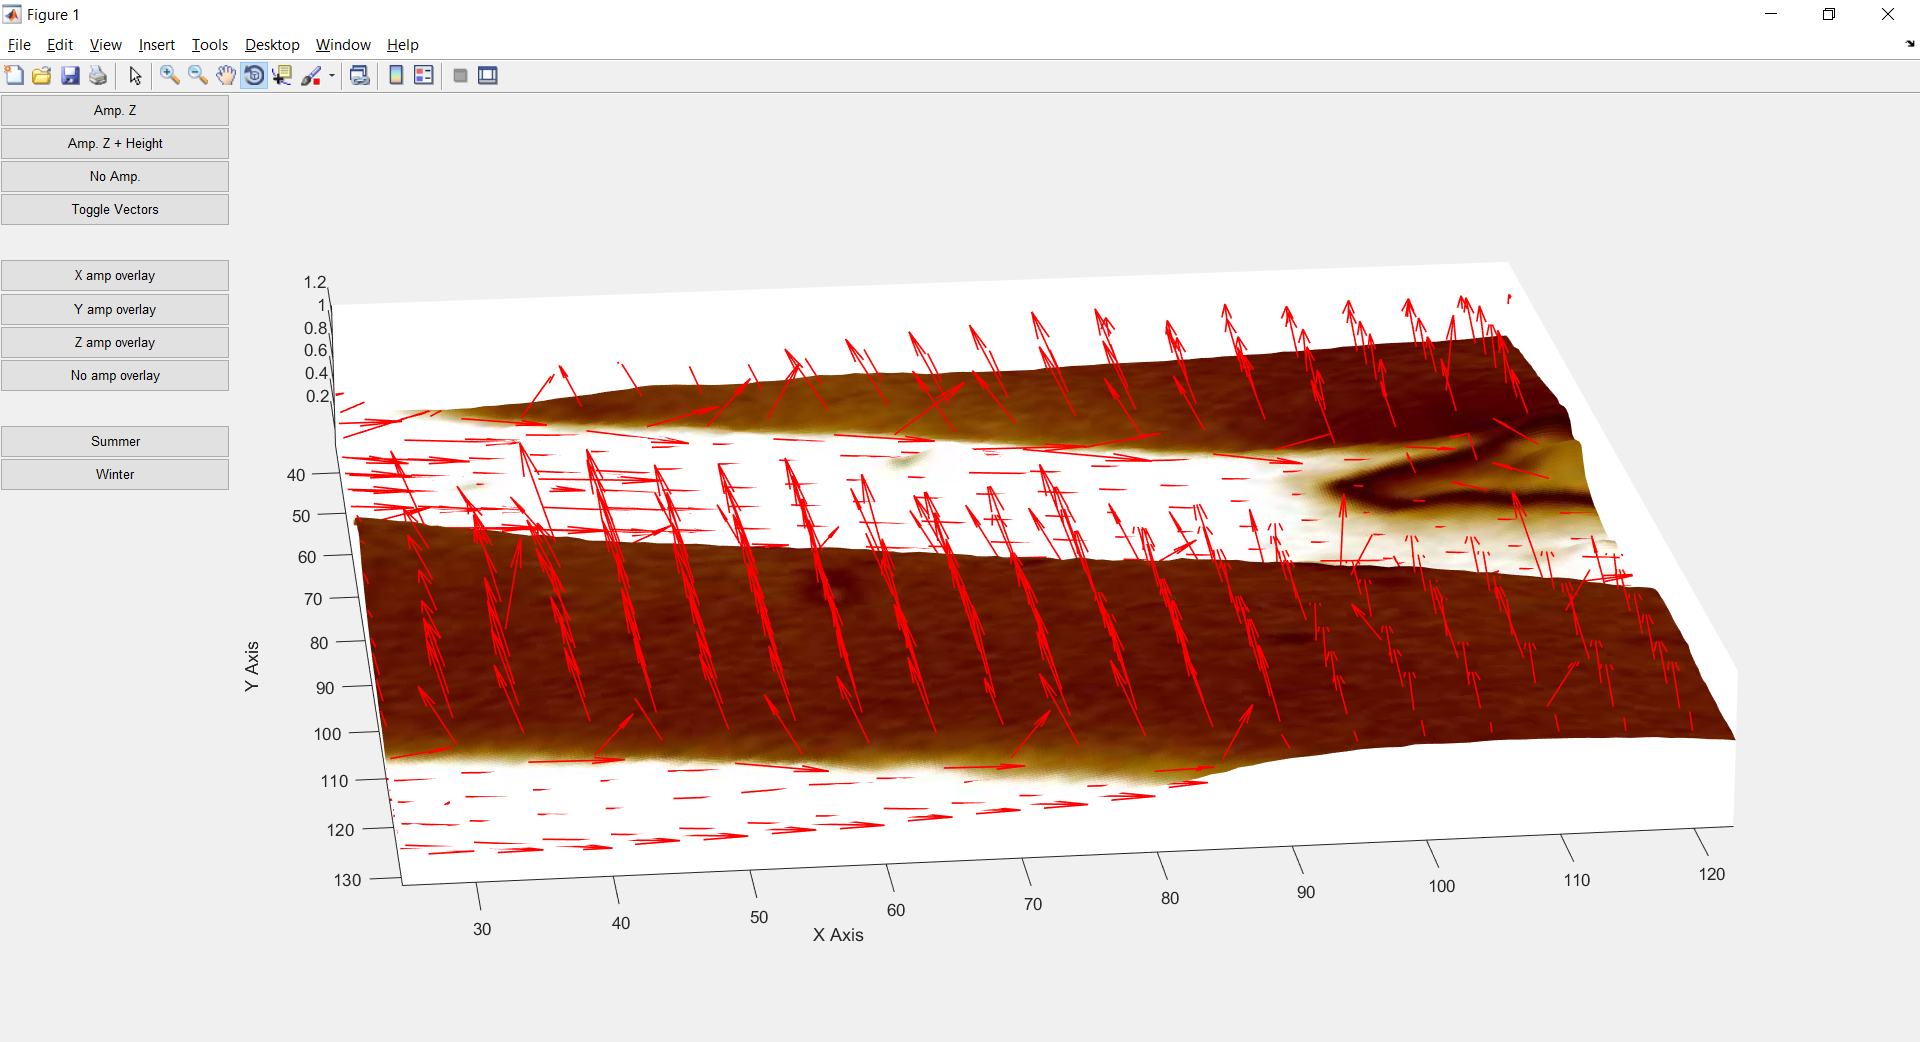 Figure 1
File Edit View Insert Tools Desktop Window Help
Amp. Z
Amp. Z + Height
No Amp.
Toggle Vectors
X amp overlay
Y amp overlay
Z amp overlay
No amp overlay
Summer
Winter
1.2
1
0.8
0.6
0.4
0.2
40
50
60
70
80
90
100
110
120
130
Y Axis
30
40
50
60
70
80
90
100
110
120
X Axis